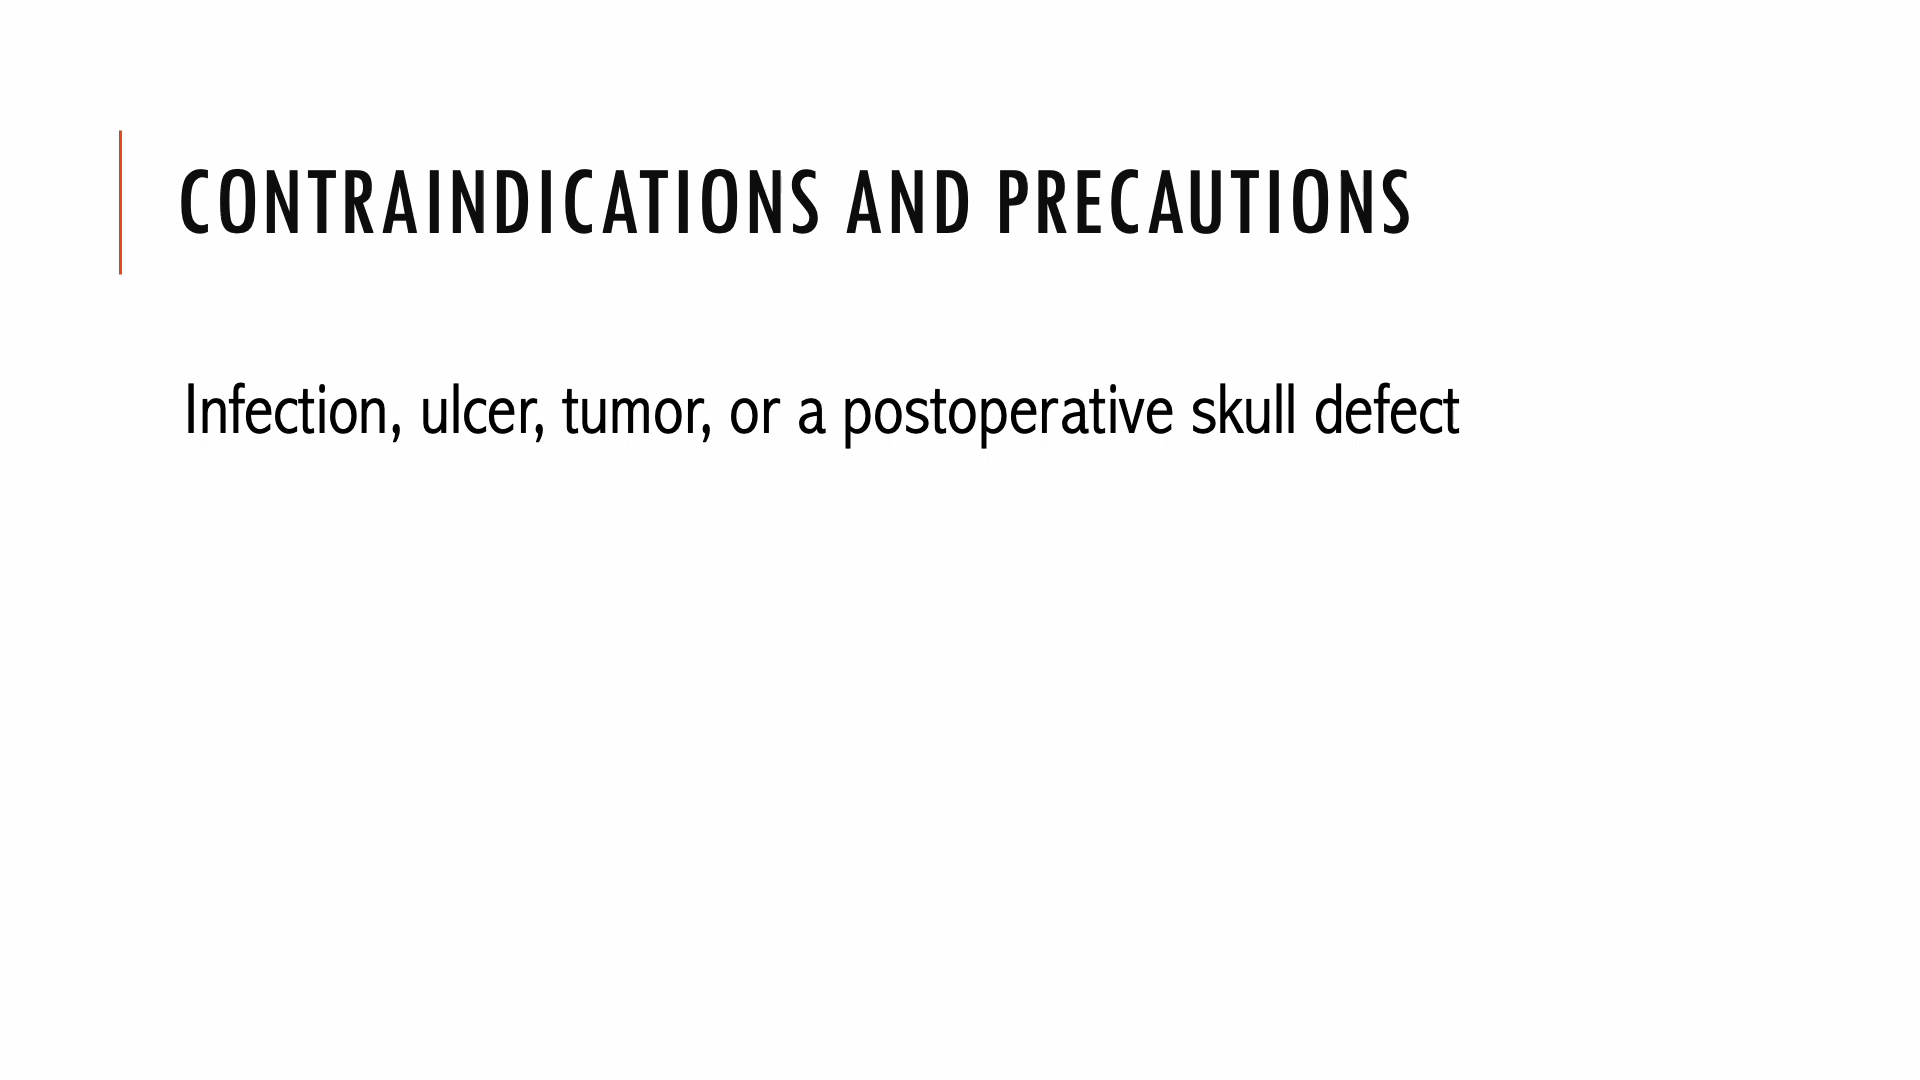 CONTRAINDICATIONS AND PRECAUTIONS
Infection, ulcer, tumor, or a postoperative skull defect